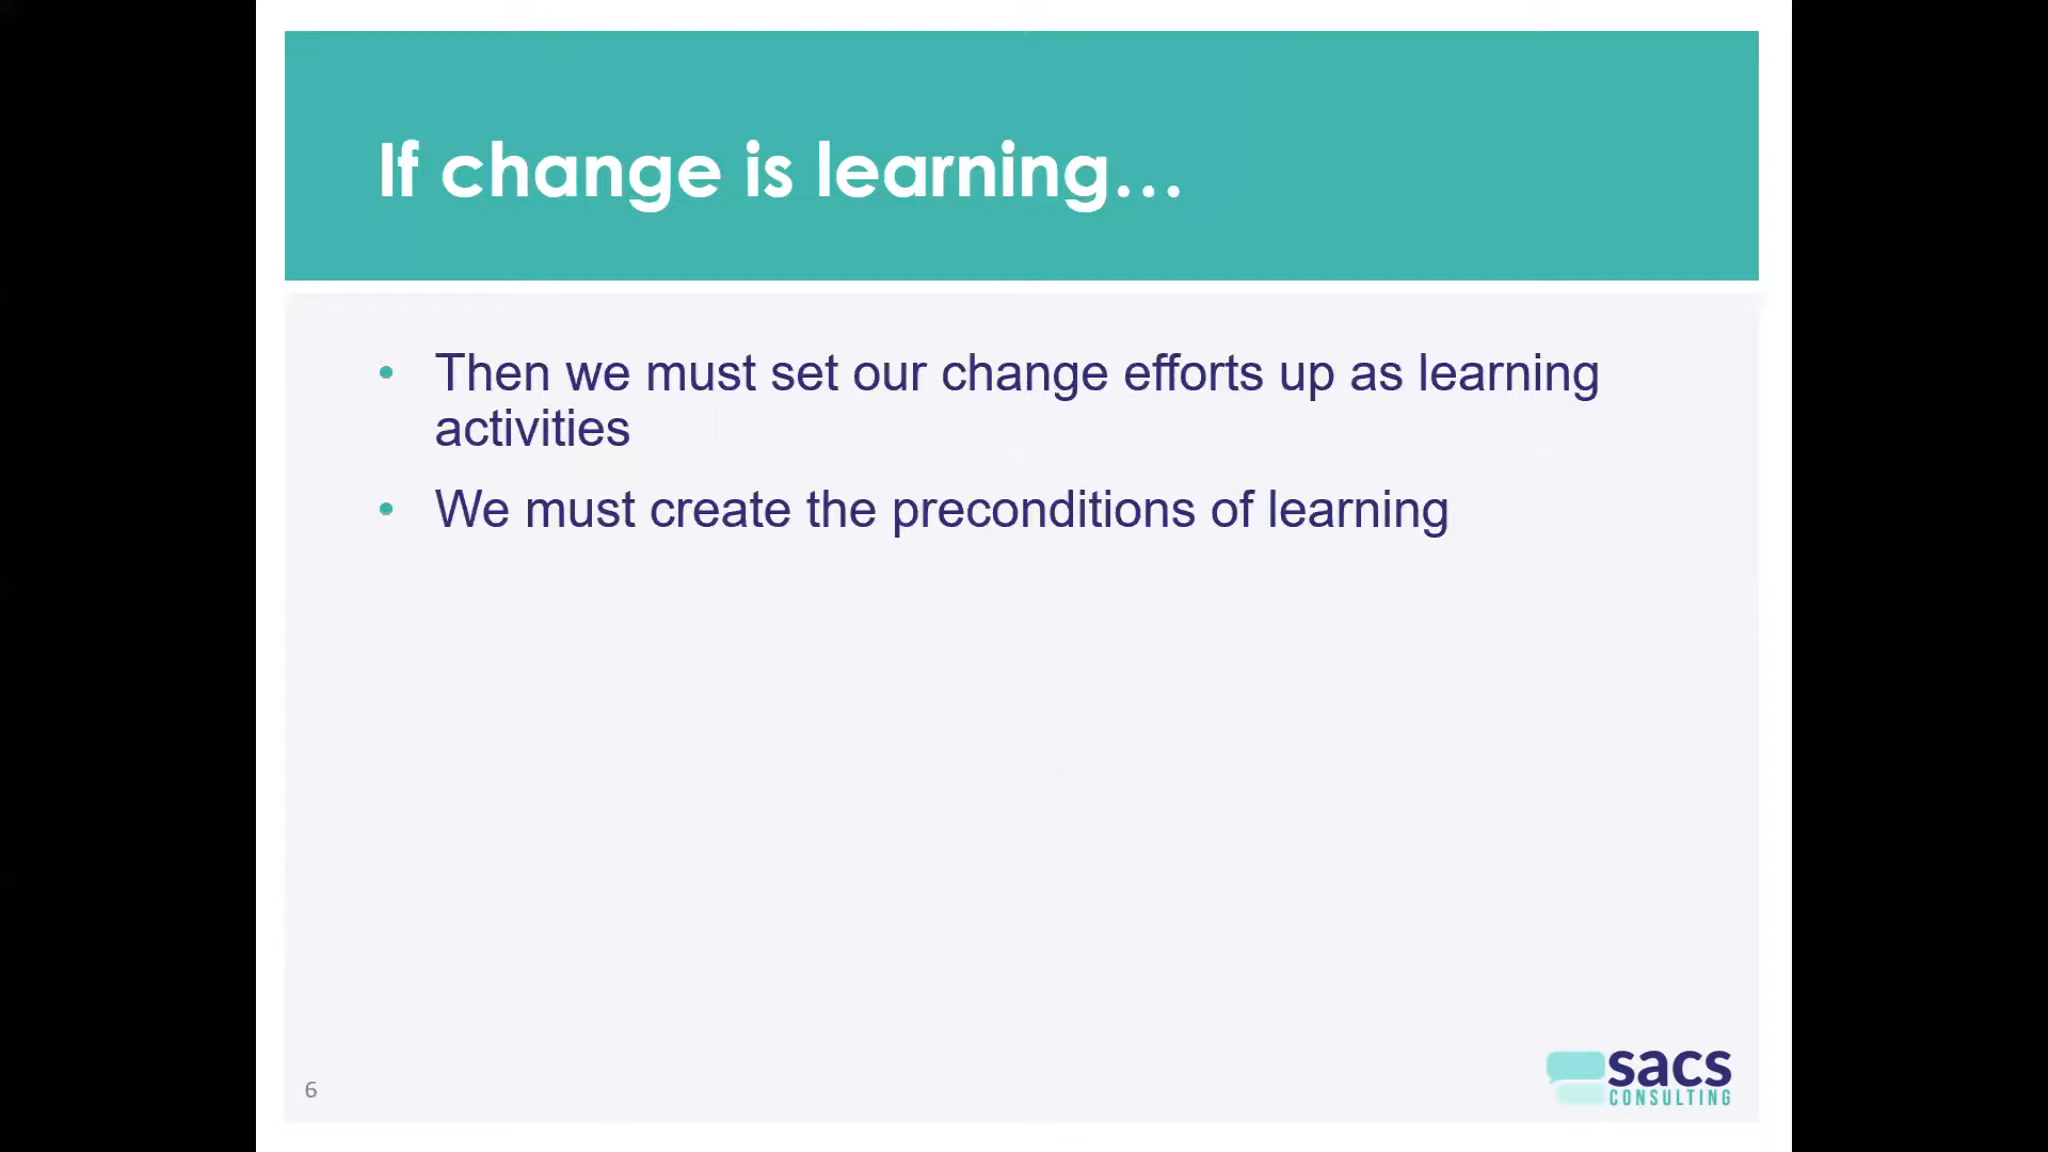 If change is learning...
• Then we must set our change efforts up as learning
activities
• We must create the preconditions of learning
6
sacs
CONSULTING